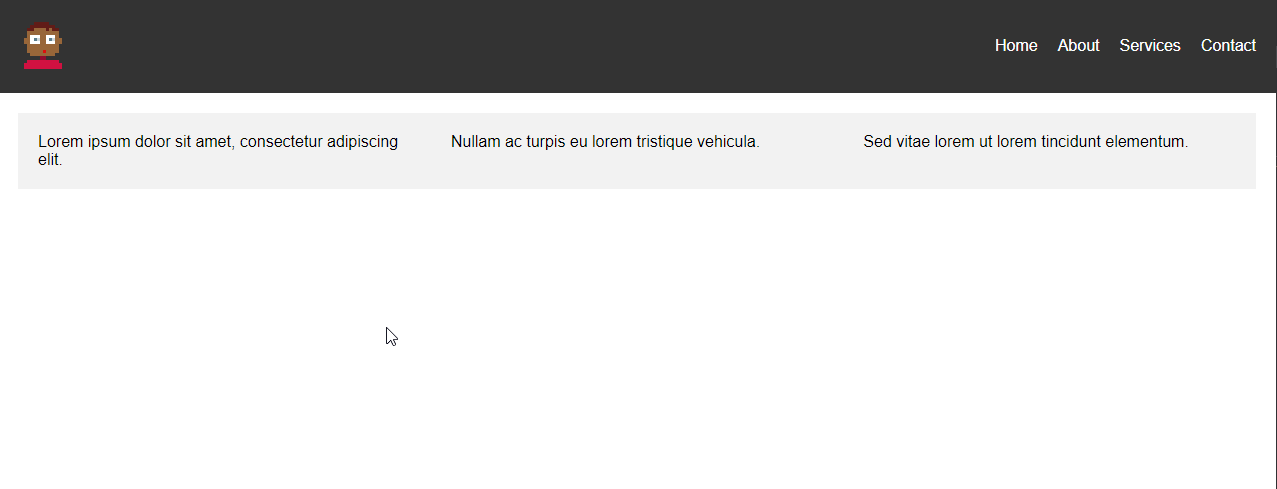 Home About Services Contact
Lorem ipsum dolor sit amet, consectetur adipiscing
elit.
Nullam ac turpis eu lorem tristique vehicula.
Sed vitae lorem ut lorem tincidunt elementum.